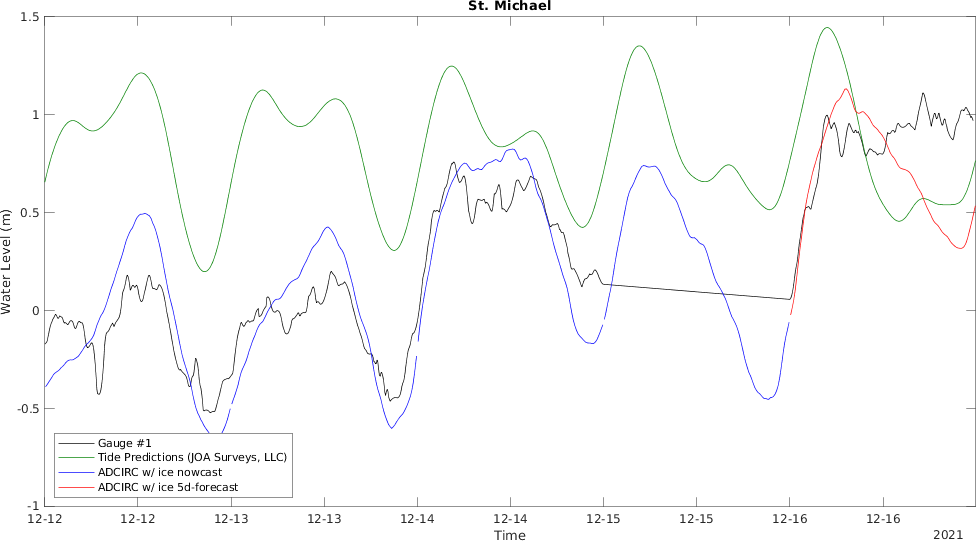 St. Michael
1.5
1
0.5
0
-0.5
-1
Water Level (m)
Gauge #1
Tide Predictions (JOA Surveys, LLC)
ADCIRC w/ ice nowcast
ADCIRC w/ ice 5d-forecast
12-12 12-12 12-13 12-13 12-14 12-14 12-15 12-15 12-16 12-16
Time
2021